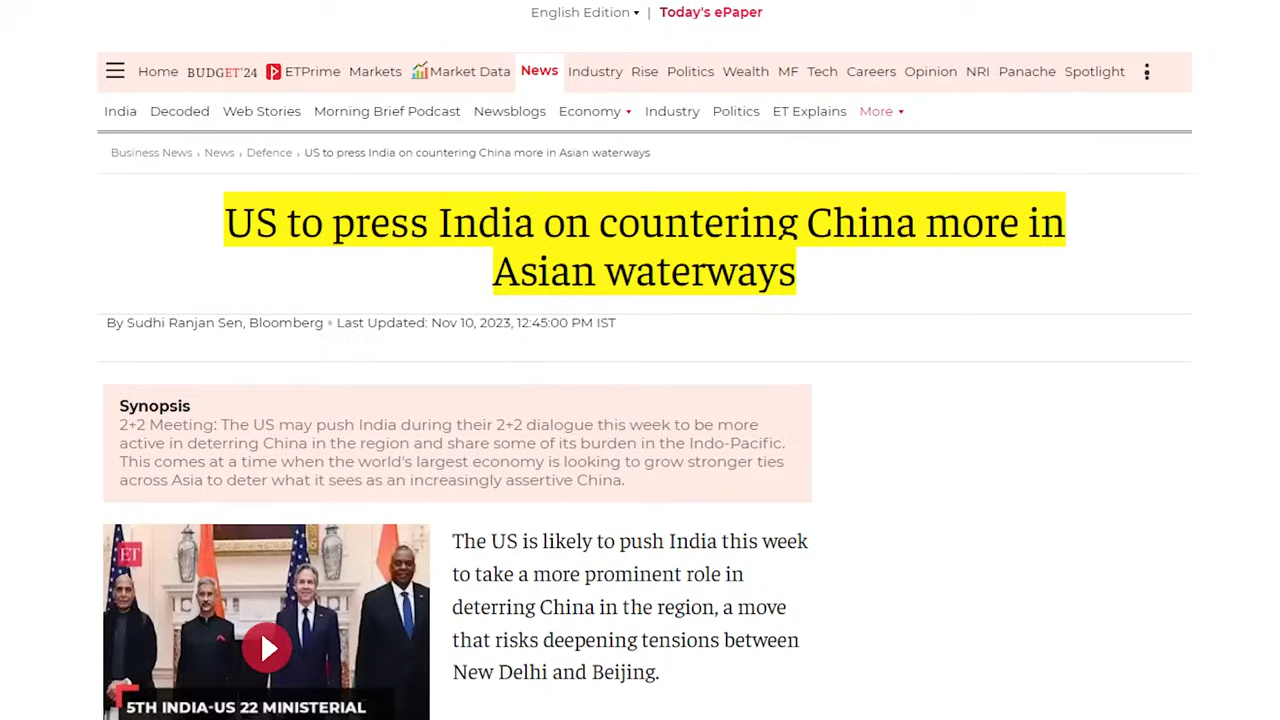 English Edition | Today's ePaper
Home BUDGET'24 ETPrime Markets Market Data News Industry Rise Politics Wealth MF Tech Careers Opinion NRI Panache Spotlight
India Decoded Web Stories Morning Brief Podcast Newsblogs Economy Industry Politics ET Explains More
Business News › News › Defence › US to press India on countering China more in Asian waterways
US to press India on countering China more in
Asian waterways
By Sudhi Ranjan Sen, Bloomberg • Last Updated: Nov 10, 2023, 12:45:00 PM IST
Synopsis
2+2 Meeting: The US may push India during their 2+2 dialogue this week to be more
active in deterring China in the region and share some of its burden in the Indo-Pacific.
This comes at a time when the world's largest economy is looking to grow stronger ties
across Asia to deter what it sees as an increasingly assertive China.
ET
5TH INDIA-US 22 MINISTERIAL
The US is likely to push India this week
to take a more prominent role in
deterring China in the region, a move
that risks deepening tensions between
New Delhi and Beijing.